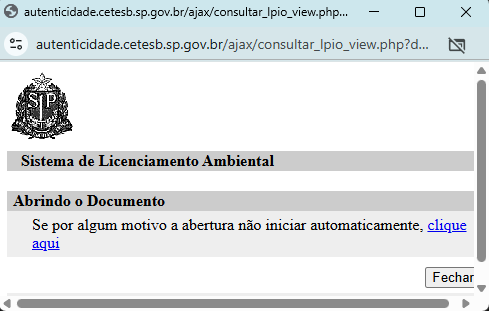 autenticidade.cetesb.sp.gov.br/ajax/consultar_lpio_view.php...
autenticidade.cetesb.sp.gov.br/ajax/consultar_lpio_view.php?d...
SP
Sistema de Licenciamento Ambiental
Abrindo o Documento
Se por algum motivo a abertura não iniciar automaticamente, clique
aqui
Fechar